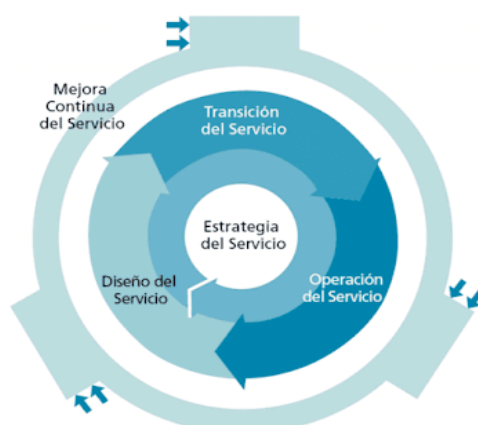 Mejora
Continua
del Servicio
Transición
del Servicio
Estrategia
del Servicio
Diseño del
Servicio
Operación
del Servicio